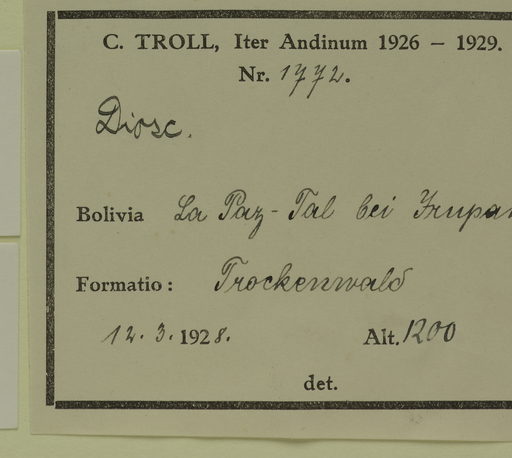 C. TROLL, Iter Andinum 1926 – 1929.
Nr. 1772.
Diosc.
Bolivia La Paz-Tal bei
Formatio: Trockenwald
12. 3. 1928. Alt. 1200
det.